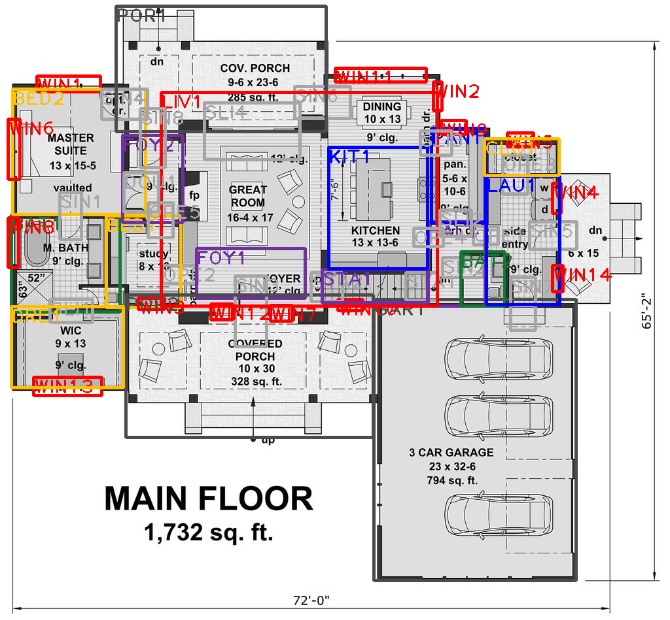 POR1
dn
COV. PORCH
9-6 x 23-6
285 sq. ft.
WIN1
WIN11
WIN2
BED2
LIV1
DINING
10 x 13
9' clg.
WIN6
MASTER
SUITE
13 x 15-5
vaulted
FOY2
SL14
12' clg.
KIT1
PAN1
pan.
5-6 x
10-6
9' clg.
closet
LAU1
w
d
WIN4
GREAT
ROOM
16-4 x 17
fp
7'-6"
KITCHEN
13 x 13-6
SIN1
side
entry
9' clg.
SIN5
dn
6 x 15
WIN8
M. BATH
9' clg.
52"
63"
study
8 x
FOY1
FOYER
12' clg.
STA1
WIN14
WIN12
WIN7
WIC
9 x 13
9' clg.
WIN13
COVERED
PORCH
10 x 30
328 sq. ft.
up
3 CAR GARAGE
23 x 32-6
794 sq. ft.
65'-2"
MAIN FLOOR
1,732 sq. ft.
72'-0"